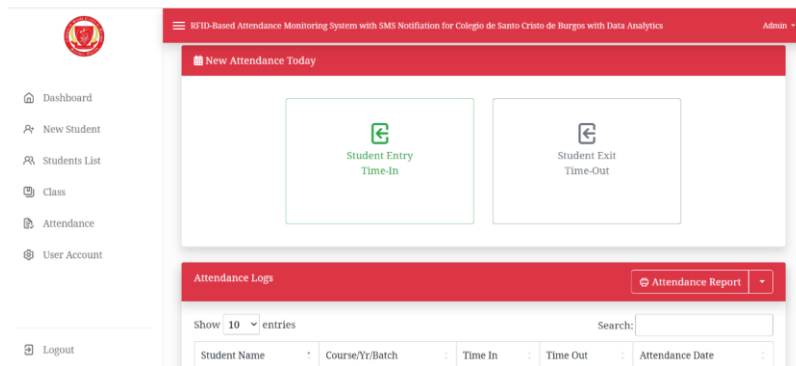 RFID-Based Attendance Monitoring System with SMS Notifiation for Colegio de Santo Cristo de Burgos with Data Analytics
Admin
New Attendance Today
Dashboard
New Student
Students List
Class
Attendance
User Account
Logout
Student Entry
Time-In
Student Exit
Time-Out
Attendance Logs
Attendance Report
Show 10 entries
Search:
Student Name
Course/Yr/Batch
Time In
Time Out
Attendance Date